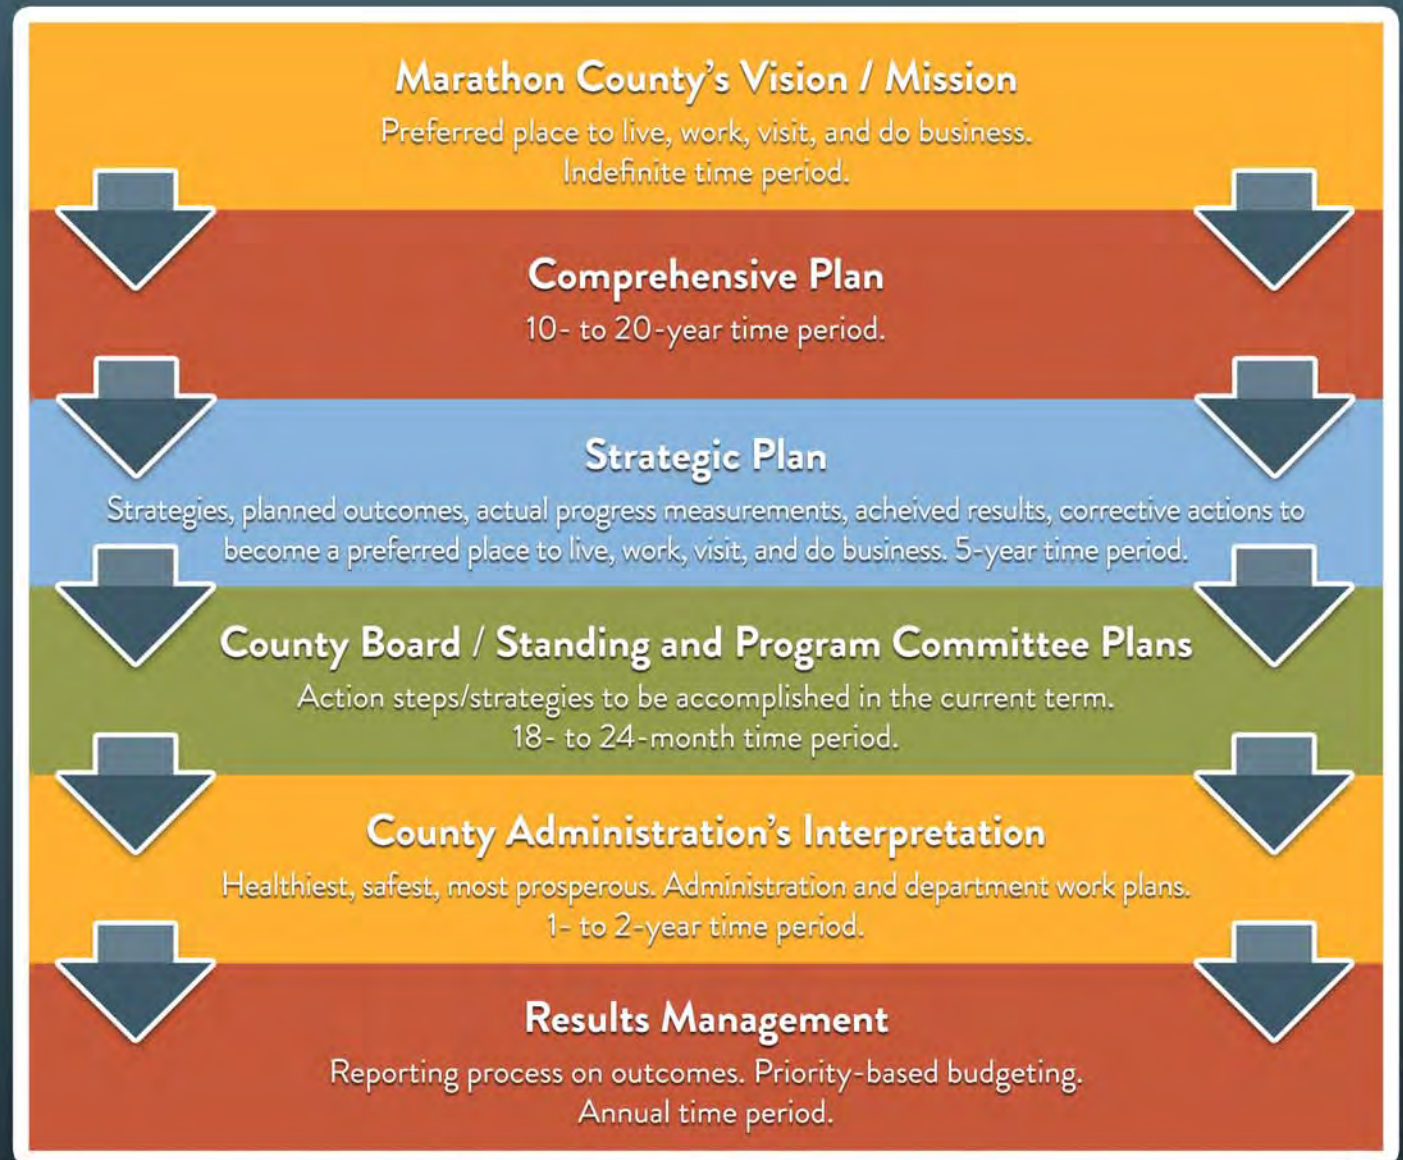 Marathon County's Vision / Mission
Preferred place to live, work, visit, and do business.
Indefinite time period.
Comprehensive Plan
10- to 20-year time period.
Strategic Plan
Strategies, planned outcomes, actual progress measurements, acheived results, corrective actions to
become a preferred place to live, work, visit, and do business. 5-year time period.
County Board / Standing and Program Committee Plans
Action steps/strategies to be accomplished in the current term.
18- to 24-month time period.
County Administration's Interpretation
Healthiest, safest, most prosperous. Administration and department work plans.
1- to 2-year time period.
Results Management
Reporting process on outcomes. Priority-based budgeting.
Annual time period.